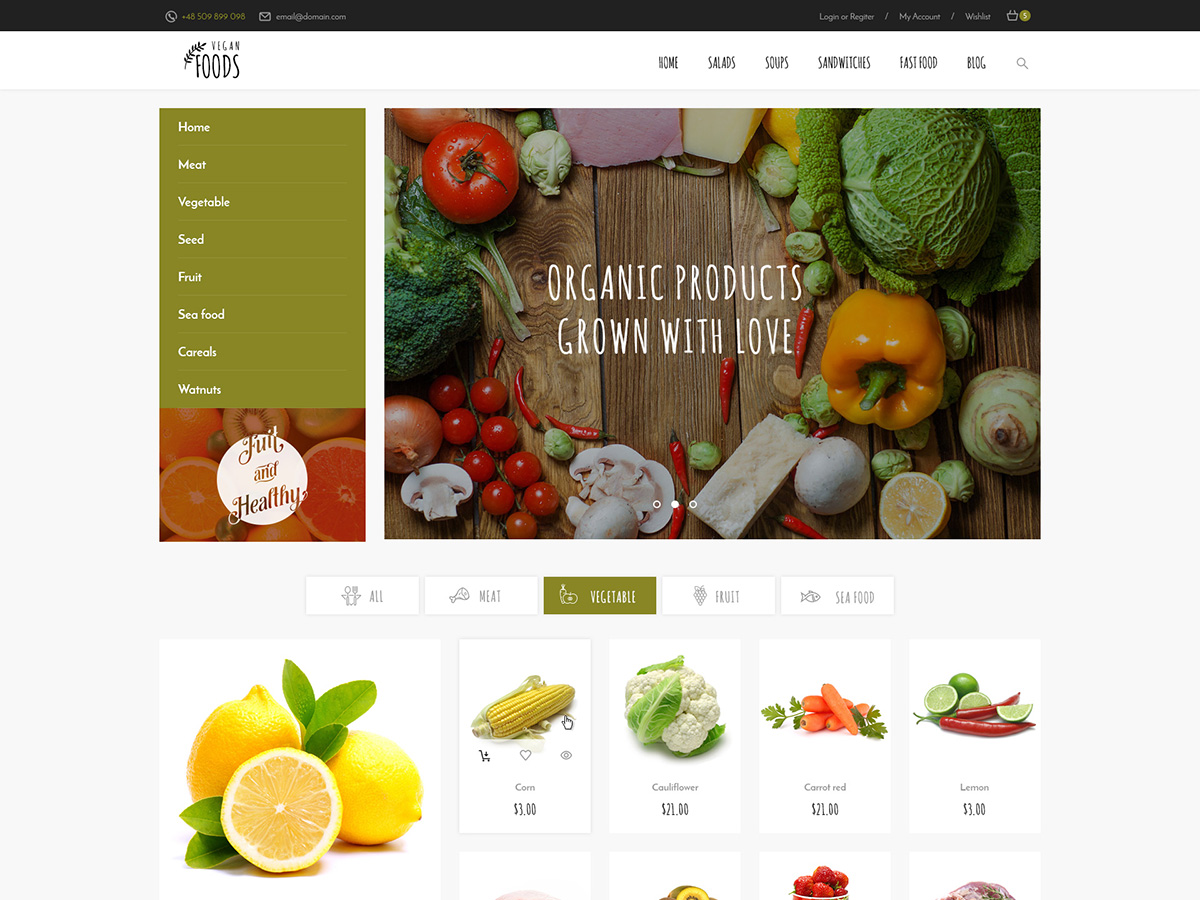 +48 509 899 098
email@domain.com
Login or Regiter / My Account / Wishlist
5
VEGAN
FOODS
HOME SALADS SOUPS SANDWITCHES FAST FOOD BLOG
Home
Meat
Vegetable
Seed
Fruit
Sea food
Careals
Watnuts
Fuit
and
Healthy
ORGANIC PRODUCTS
GROWN WITH LOVE
ALL MEAT VEGETABLE FRUIT SEA FOOD
Corn
$3.00
Cauliflower
$21.00
Carrot red
$21.00
Lemon
$3.00